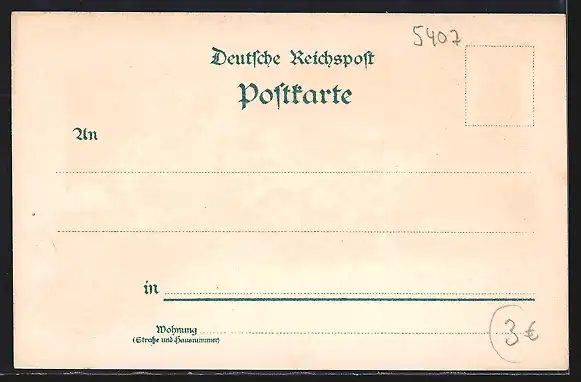 5407
Deutſche Reichspoſt
Poſtkarte
An
in
Wohnung
(Straße und Hausnummer)
3 €